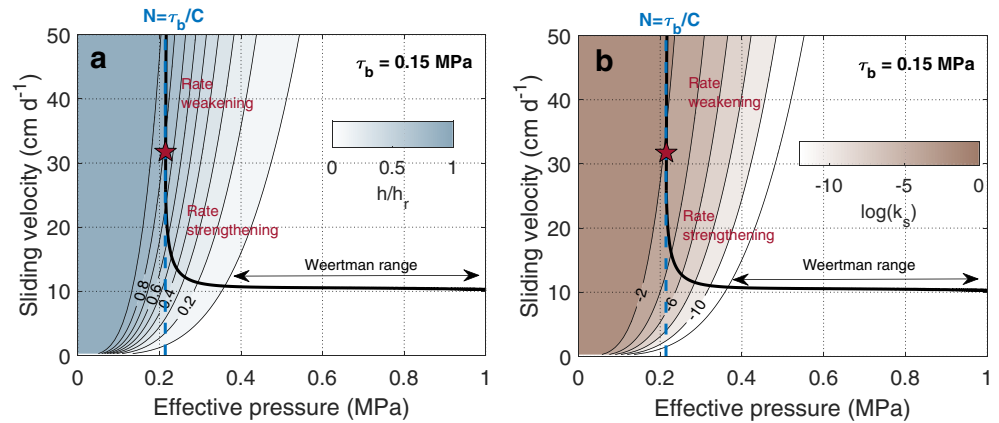 N=τb/C
a
τb = 0.15 MPa
Rate
weakening
Rate
strengthening
0 0.5 1
h/hr
Weertman range
0.8 0.6 0.4 0.2
Sliding velocity (cm d-1)
50
40
30
20
10
0
0 0.2 0.4 0.6 0.8 1
Effective pressure (MPa)
N=τb/C
b
τb = 0.15 MPa
Rate
weakening
Rate
strengthening
-10 -5 0
log(ks)
Weertman range
-2 -6 -10
Sliding velocity (cm d-1)
50
40
30
20
10
0
0 0.2 0.4 0.6 0.8 1
Effective pressure (MPa)